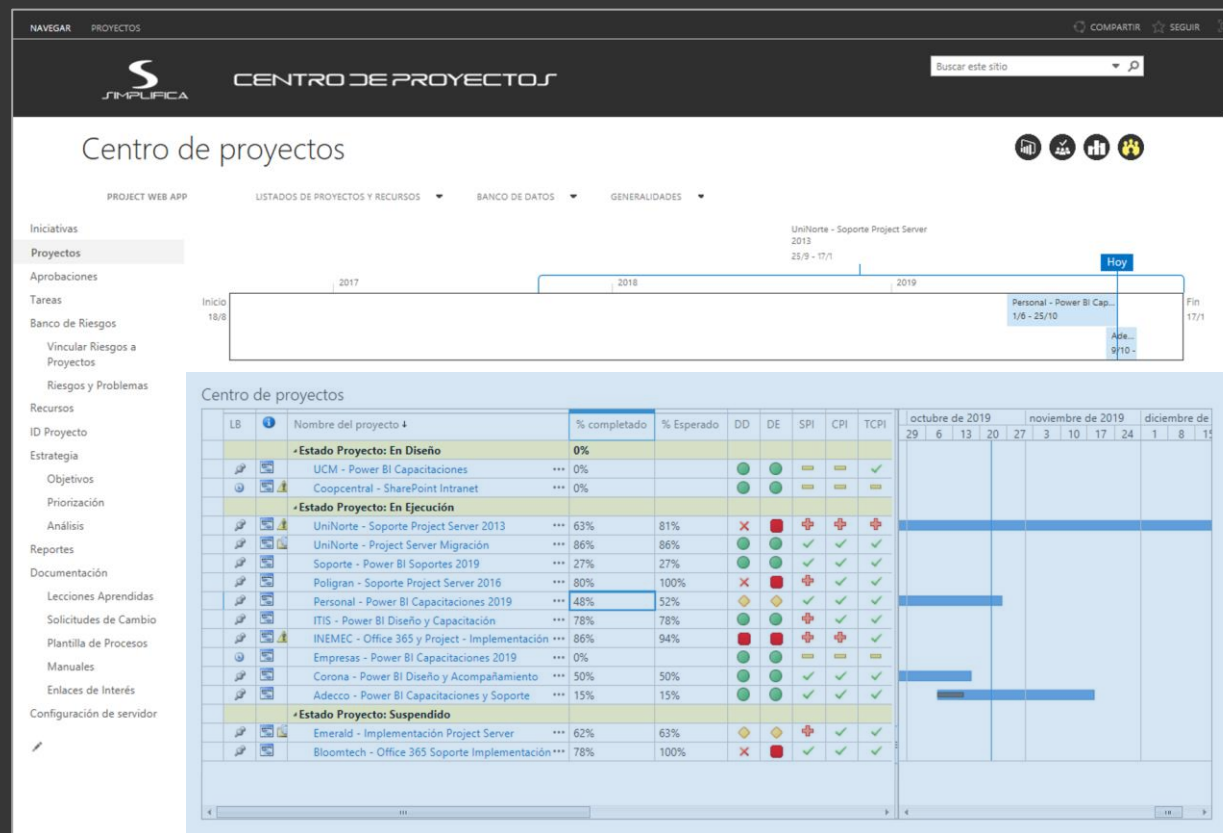 NAVEGAR PROYECTOS COMPARTIR SEGUIR
SIMPLIFICA
CENTRO DE PROYECTOS
Buscar este sitio
Centro de proyectos
PROJECT WEB APP LISTADOS DE PROYECTOS Y RECURSOS BANCO DE DATOS GENERALIDADES
Iniciativas
Proyectos
Aprobaciones
Tareas
Banco de Riesgos
Vincular Riesgos a
Proyectos
Riesgos y Problemas
Recursos
ID Proyecto
Estrategia
Objetivos
Priorización
Análisis
Reportes
Documentación
Lecciones Aprendidas
Solicitudes de Cambio
Plantilla de Procesos
Manuales
Enlaces de Interés
Configuración de servidor
UniNorte - Soporte Project Server
2013
25/9 - 17/1
Hoy
2017 2018 2019
Inicio
18/8
Personal - Power BI Cap...
1/6 - 25/10
Ade...
9/10 -
Fin
17/1
Centro de proyectos
LB Nombre del proyecto % completado % Esperado DD DE SPI CPI TCPI
octubre de 2019 noviembre de 2019 diciembre de
29 6 13 20 27 3 10 17 24 1 8 15
Estado Proyecto: En Diseño 0%
UCM - Power BI Capacitaciones ... 0%
Coopcentral - SharePoint Intranet ... 0%
Estado Proyecto: En Ejecución
UniNorte - Soporte Project Server 2013 ... 63% 81%
UniNorte - Project Server Migración ... 86% 86%
Soporte - Power BI Soportes 2019 ... 27% 27%
Poligran - Soporte Project Server 2016 ... 80% 100%
Personal - Power BI Capacitaciones 2019 ... 48% 52%
ITIS - Power BI Diseño y Capacitación ... 78% 78%
INEMEC - Office 365 y Project - Implementación ... 86% 94%
Empresas - Power BI Capacitaciones 2019 ... 0%
Corona - Power BI Diseño y Acompañamiento ... 50% 50%
Adecco - Power BI Capacitaciones y Soporte ... 15% 15%
Estado Proyecto: Suspendido
Emerald - Implementación Project Server ... 62% 63%
Bloomtech - Office 365 Soporte Implementación ... 78% 100%